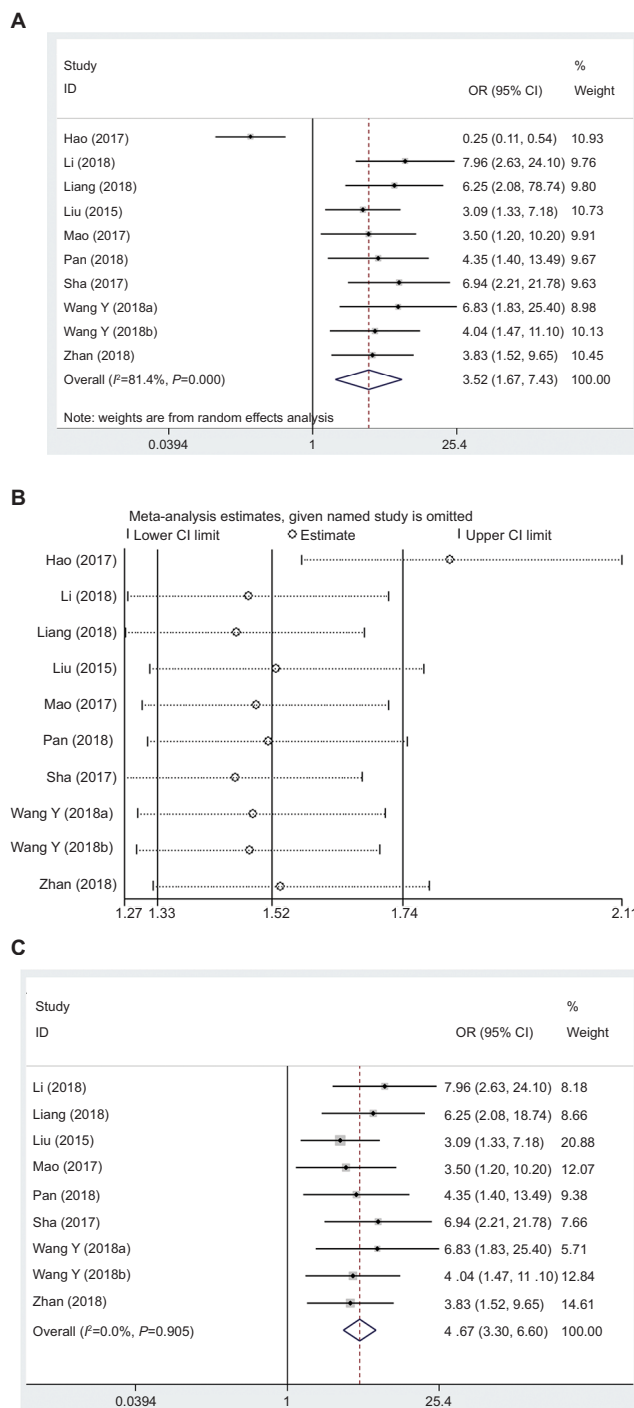 A
Study %
ID OR (95% CI) Weight
Hao (2017) 0.25 (0.11, 0.54) 10.93
Li (2018) 7.96 (2.63, 24.10) 9.76
Liang (2018) 6.25 (2.08, 78.74) 9.80
Liu (2015) 3.09 (1.33, 7.18) 10.73
Mao (2017) 3.50 (1.20, 10.20) 9.91
Pan (2018) 4.35 (1.40, 13.49) 9.67
Sha (2017) 6.94 (2.21, 21.78) 9.63
Wang Y (2018a) 6.83 (1.83, 25.40) 8.98
Wang Y (2018b) 4.04 (1.47, 11.10) 10.13
Zhan (2018) 3.83 (1.52, 9.65) 10.45
Overall (I²=81.4%, P=0.000) 3.52 (1.67, 7.43) 100.00
Note: weights are from random effects analysis
0.0394 1 25.4
B
Meta-analysis estimates, given named study is omitted
Lower CI limit Estimate Upper CI limit
Hao (2017)
Li (2018)
Liang (2018)
Liu (2015)
Mao (2017)
Pan (2018)
Sha (2017)
Wang Y (2018a)
Wang Y (2018b)
Zhan (2018)
1.27 1.33 1.52 1.74 2.11
C
Study %
ID OR (95% CI) Weight
Li (2018) 7.96 (2.63, 24.10) 8.18
Liang (2018) 6.25 (2.08, 18.74) 8.66
Liu (2015) 3.09 (1.33, 7.18) 20.88
Mao (2017) 3.50 (1.20, 10.20) 12.07
Pan (2018) 4.35 (1.40, 13.49) 9.38
Sha (2017) 6.94 (2.21, 21.78) 7.66
Wang Y (2018a) 6.83 (1.83, 25.40) 5.71
Wang Y (2018b) 4 .04 (1.47, 11 .10) 12.84
Zhan (2018) 3.83 (1.52, 9.65) 14.61
Overall (I²=0.0%, P=0.905) 4 .67 (3.30, 6.60) 100.00
0.0394 1 25.4